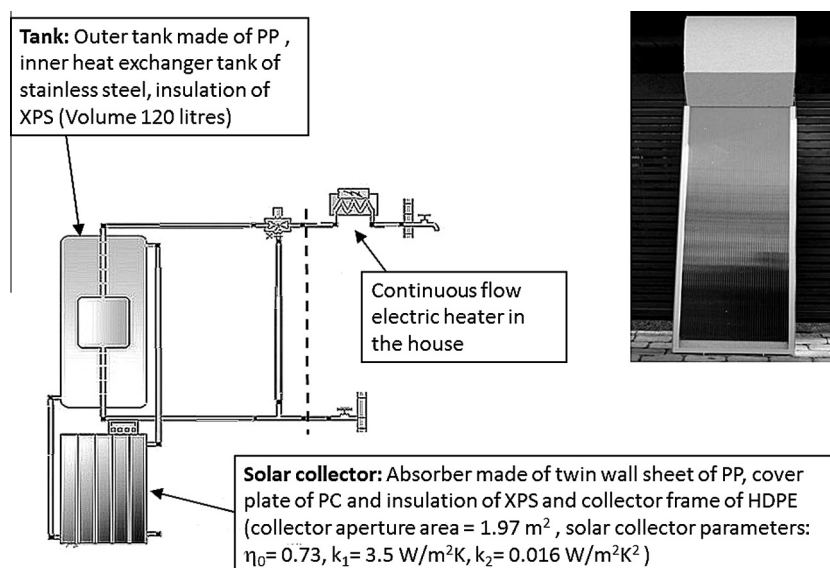 Tank: Outer tank made of PP ,
inner heat exchanger tank of
stainless steel, insulation of
XPS (Volume 120 litres)
Continuous flow
electric heater in
the house
Solar collector: Absorber made of twin wall sheet of PP, cover
plate of PC and insulation of XPS and collector frame of HDPE
(collector aperture area = 1.97 m² , solar collector parameters:
η₀= 0.73, k₁= 3.5 W/m²K, k₂= 0.016 W/m²K² )